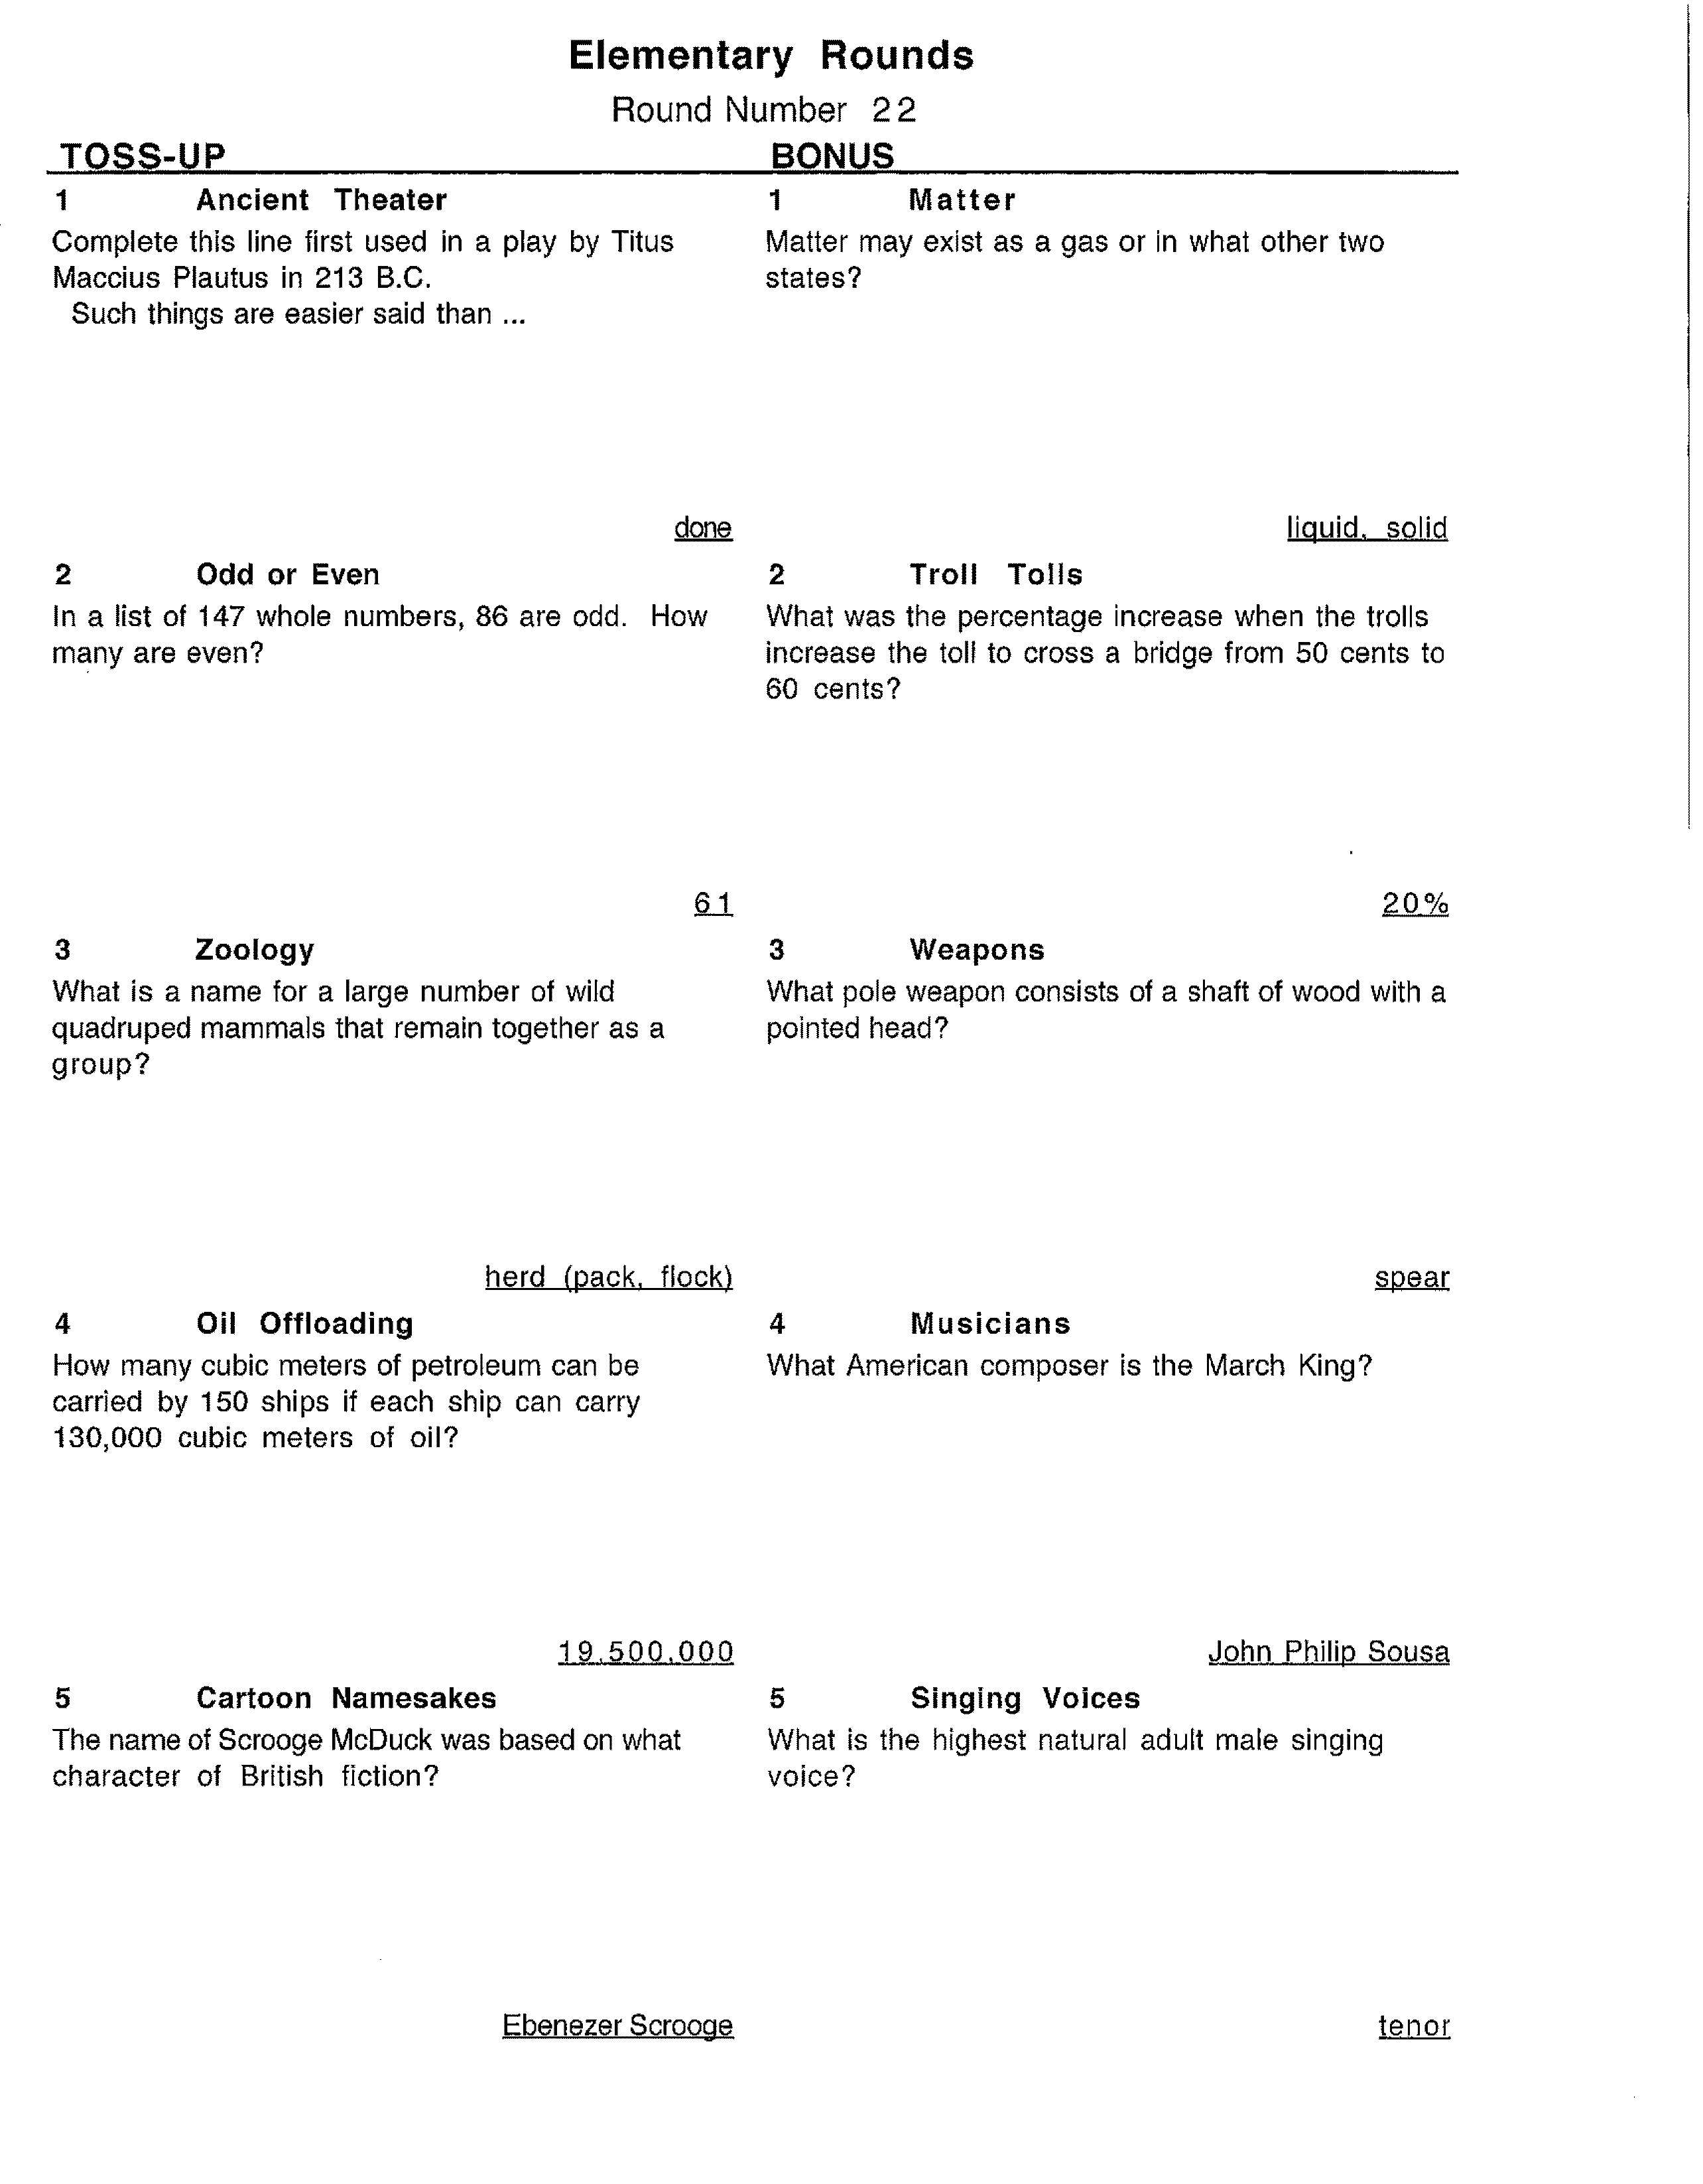 Elementary Rounds
Round Number 22
TOSS-UP
BONUS
1 Ancient Theater
Complete this line first used in a play by Titus
Maccius Plautus in 213 B.C.
Such things are easier said than ...
done
1 Matter
Matter may exist as a gas or in what other two
states?
liquid, solid
2 Odd or Even
In a list of 147 whole numbers, 86 are odd. How
many are even?
61
2 Troll Tolls
What was the percentage increase when the trolls
increase the toll to cross a bridge from 50 cents to
60 cents?
20%
3 Zoology
What is a name for a large number of wild
quadruped mammals that remain together as a
group?
herd (pack, flock)
3 Weapons
What pole weapon consists of a shaft of wood with a
pointed head?
spear
4 Oil Offloading
How many cubic meters of petroleum can be
carried by 150 ships if each ship can carry
130,000 cubic meters of oil?
19,500,000
4 Musicians
What American composer is the March King?
John Philip Sousa
5 Cartoon Namesakes
The name of Scrooge McDuck was based on what
character of British fiction?
Ebenezer Scrooge
5 Singing Voices
What is the highest natural adult male singing
voice?
tenor